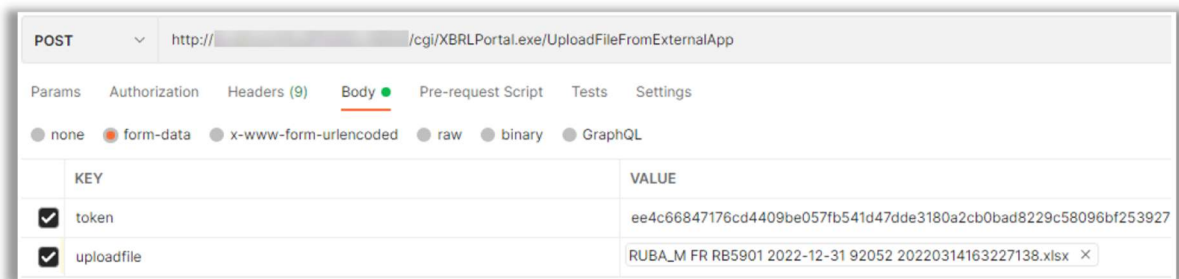 POST http:// /cgi/XBRLPortal.exe/UploadFileFromExternalApp
Params Authorization Headers (9) Body Pre-request Script Tests Settings
none form-data x-www-form-urlencoded raw binary GraphQL
KEY VALUE
token ee4c66847176cd4409be057fb541d47dde3180a2cb0bad8229c58096bf253927
uploadfile RUBA_M FR RB5901 2022-12-31 92052 20220314163227138.xlsx ×